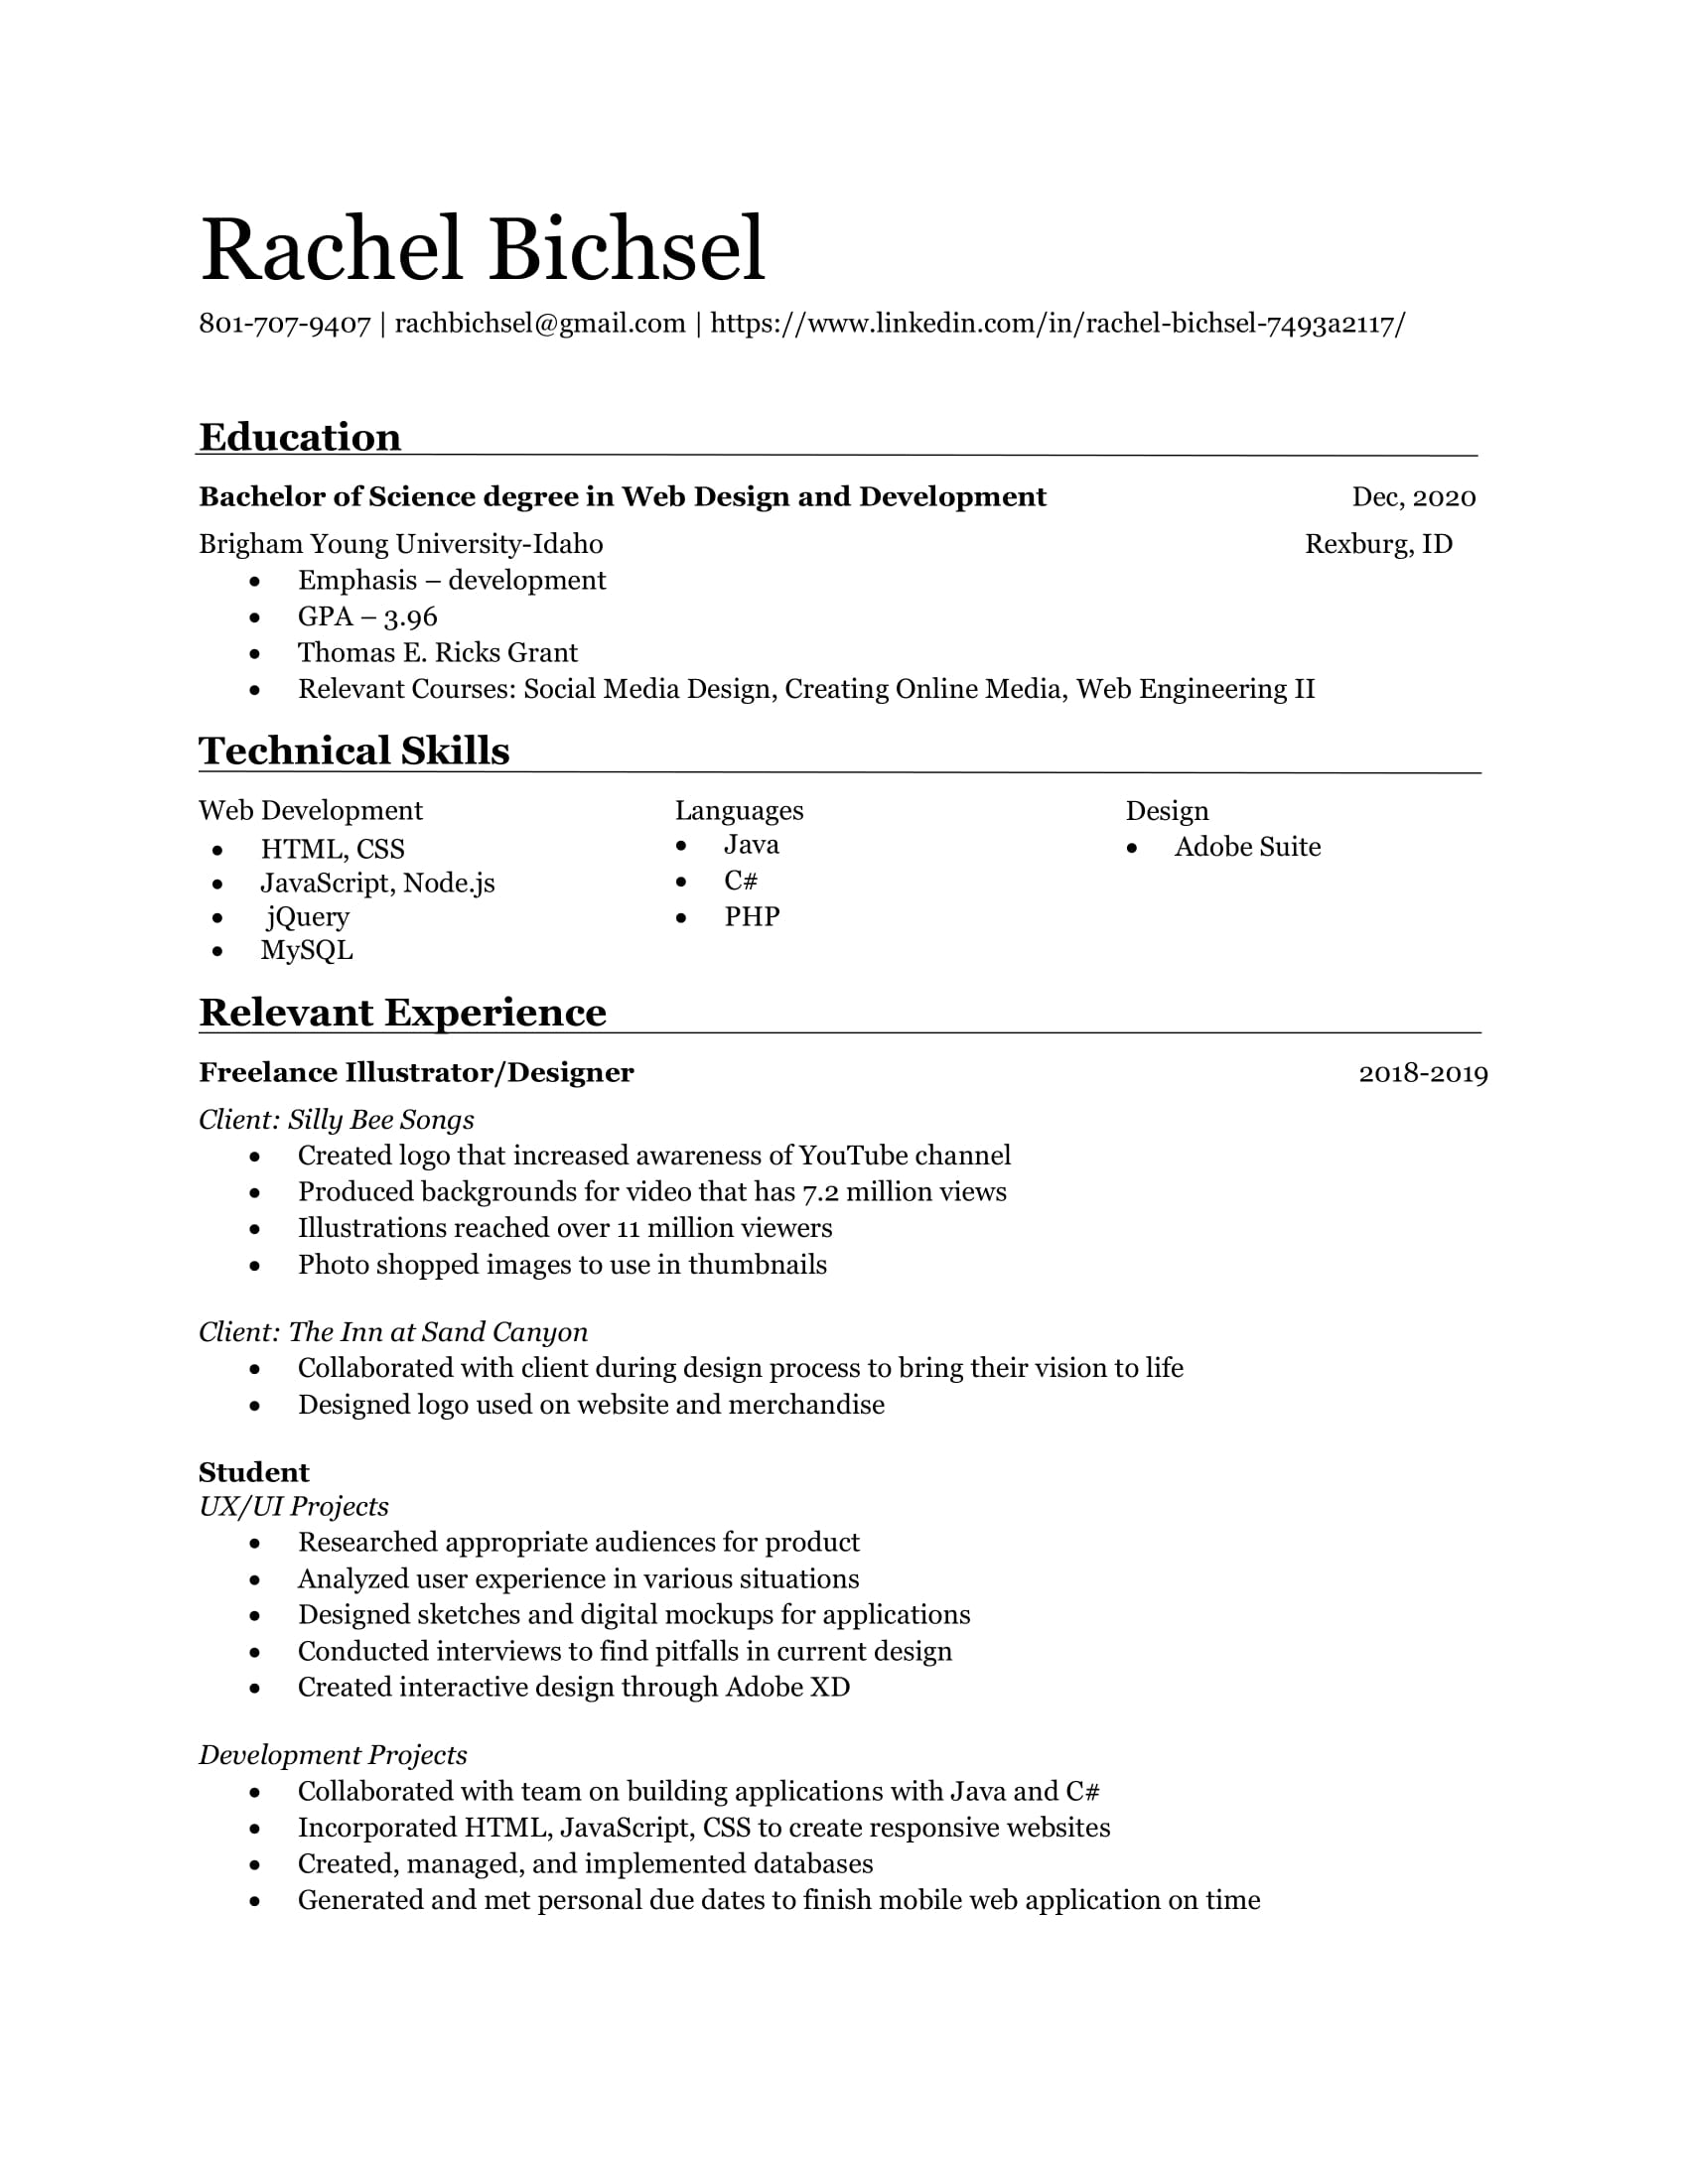 Rachel Bichsel
801-707-9407 | rachbichsel@gmail.com | https://www.linkedin.com/in/rachel-bichsel-7493a2117/
Education
Bachelor of Science degree in Web Design and Development Dec, 2020
Brigham Young University-Idaho Rexburg, ID
• Emphasis – development
• GPA – 3.96
• Thomas E. Ricks Grant
• Relevant Courses: Social Media Design, Creating Online Media, Web Engineering II
Technical Skills
Web Development
• HTML, CSS
• JavaScript, Node.js
• jQuery
• MySQL
Languages
• Java
• C#
• PHP
Design
• Adobe Suite
Relevant Experience
Freelance Illustrator/Designer 2018-2019
Client: Silly Bee Songs
• Created logo that increased awareness of YouTube channel
• Produced backgrounds for video that has 7.2 million views
• Illustrations reached over 11 million viewers
• Photo shopped images to use in thumbnails
Client: The Inn at Sand Canyon
• Collaborated with client during design process to bring their vision to life
• Designed logo used on website and merchandise
Student
UX/UI Projects
• Researched appropriate audiences for product
• Analyzed user experience in various situations
• Designed sketches and digital mockups for applications
• Conducted interviews to find pitfalls in current design
• Created interactive design through Adobe XD
Development Projects
• Collaborated with team on building applications with Java and C#
• Incorporated HTML, JavaScript, CSS to create responsive websites
• Created, managed, and implemented databases
• Generated and met personal due dates to finish mobile web application on time